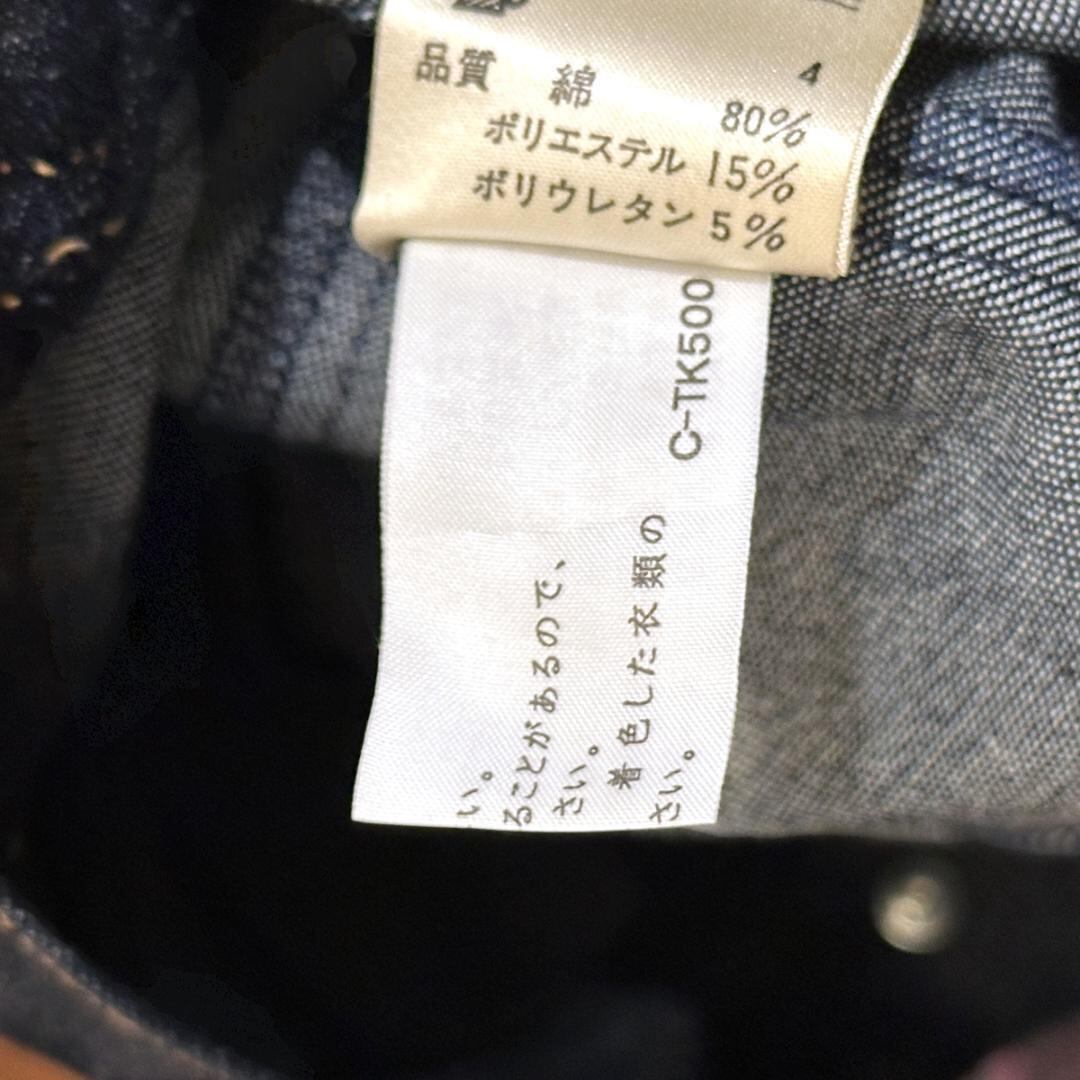 4
品質 綿 80%
ポリエステル 15%
ポリウレタン 5%
C-TK500
い。
ることがあるので、
さい。
着色した衣類の
さい。